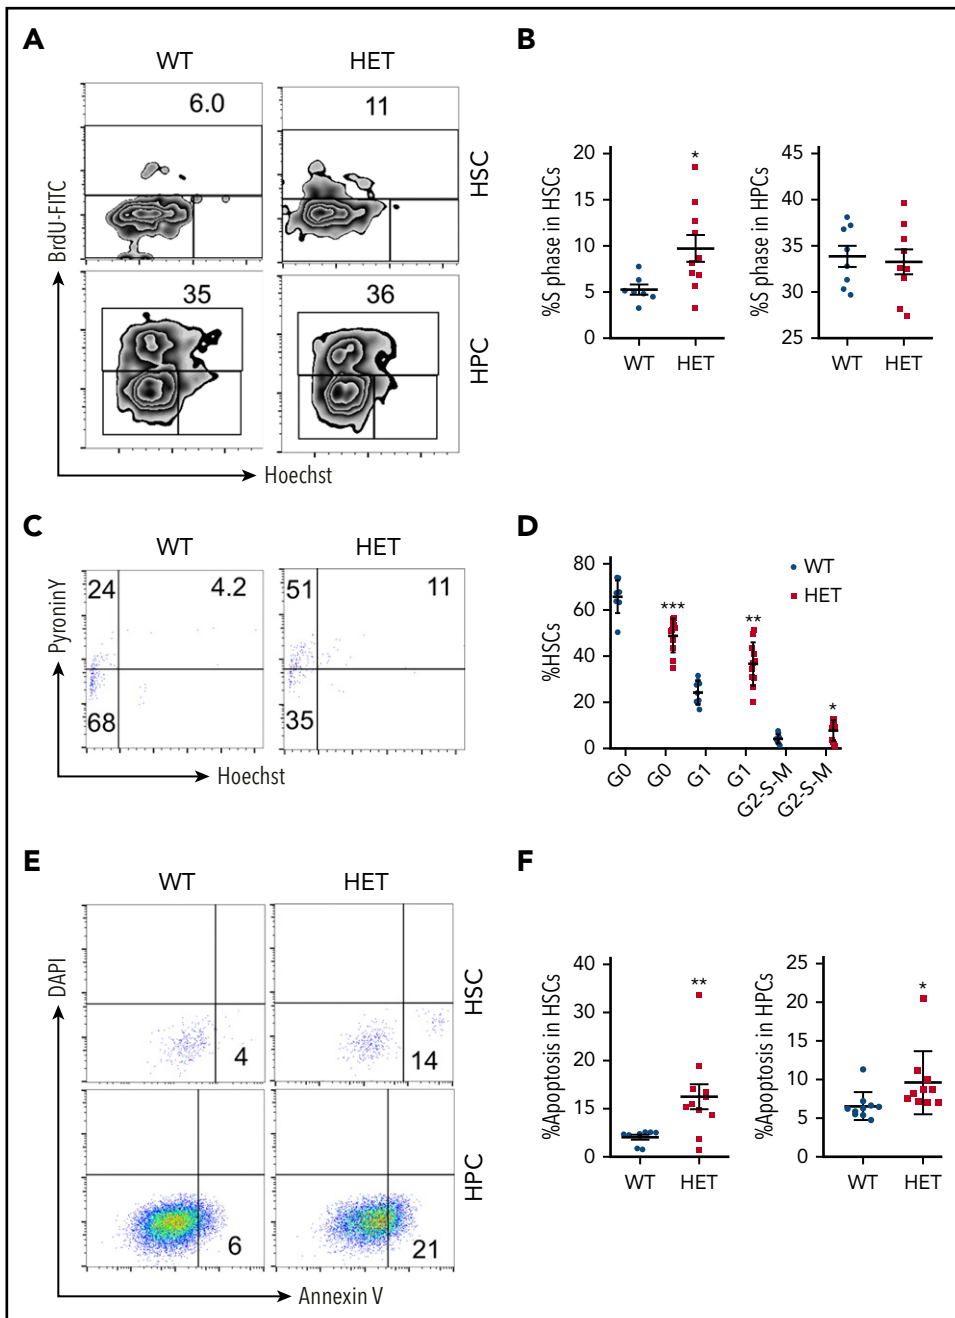 A
WT
HET
6.0
11
HSC
BrdU-FITC
35
36
HPC
Hoechst
B
%S phase in HSCs
20
15
10
5
0
*
WT
HET
%S phase in HPCs
45
40
35
30
25
WT
HET
C
WT
HET
24
4.2
51
11
PyroninY
68
35
Hoechst
D
WT
HET
%HSCs
80
60
40
20
0
***
**
*
G0
G0
G1
G1
G2-S-M
G2-S-M
E
WT
HET
HSC
DAPI
4
14
HPC
6
21
Annexin V
F
%Apoptosis in HSCs
40
30
20
15
0
**
WT
HET
%Apoptosis in HPCs
25
20
15
10
5
0
*
WT
HET